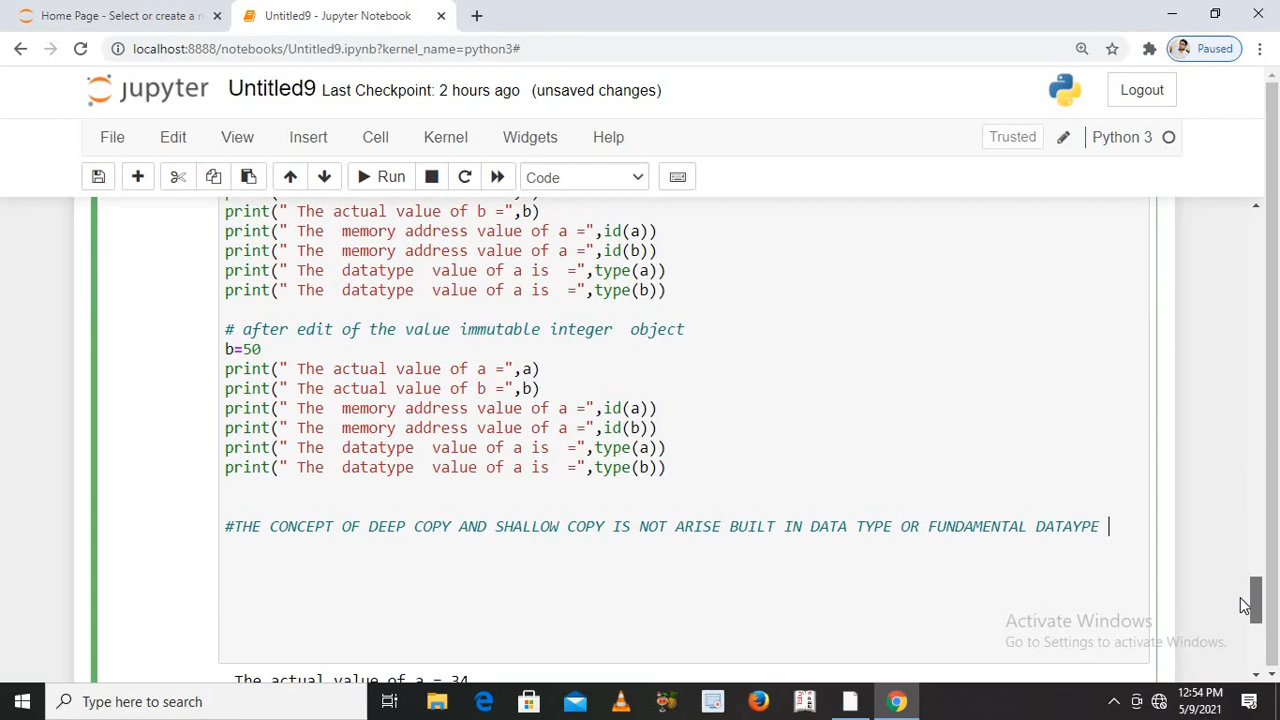 Home Page - Select or create a n
Untitled9 - Jupyter Notebook
localhost:8888/notebooks/Untitled9.ipynb?kernel_name=python3#
Paused
jupyter Untitled9 Last Checkpoint: 2 hours ago (unsaved changes)
Logout
File Edit View Insert Cell Kernel Widgets Help
Trusted
Python 3
Run
Code
print(" The actual value of b =",b)
print(" The  memory address value of a =",id(a))
print(" The  memory address value of a =",id(b))
print(" The  datatype  value of a is  =",type(a))
print(" The  datatype  value of a is  =",type(b))
# after edit of the value immutable integer  object
b=50
print(" The actual value of a =",a)
print(" The actual value of b =",b)
print(" The  memory address value of a =",id(a))
print(" The  memory address value of a =",id(b))
print(" The  datatype  value of a is  =",type(a))
print(" The  datatype  value of a is  =",type(b))
#THE CONCEPT OF DEEP COPY AND SHALLOW COPY IS NOT ARISE BUILT IN DATA TYPE OR FUNDAMENTAL DATAYPE
Activate Windows
Go to Settings to activate Windows.
The actual value of a = 34
Type here to search
12:54 PM
5/9/2021